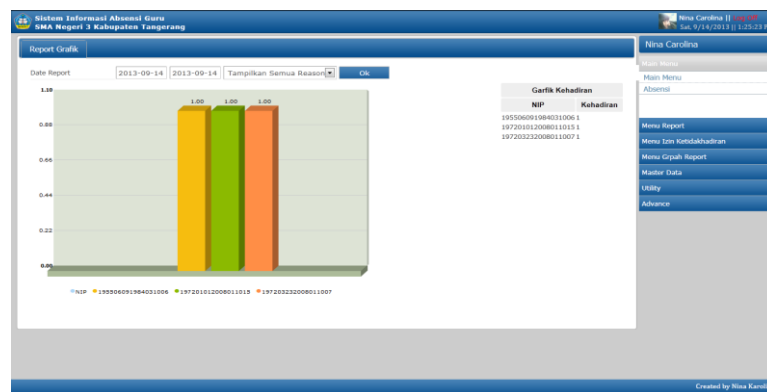 Sistem Informasi Absensi Guru
SMA Negeri 3 Kabupaten Tangerang
Nina Carolina || Log out
Sat, 9/14/2013 || 1:25:23 P
Report Grafik
Date Report 2013-09-14 2013-09-14 Tampilkan Semua Reason Ok
1.10
0.88
0.66
0.44
0.22
0.00
1.00 1.00 1.00
NIP 195506091984031006 197201012008011015 197203232008011007
Garfik Kehadiran
NIP Kehadiran
195506091984031006 1
197201012008011015 1
197203232008011007 1
Nina Carolina
Main Menu
Main Menu
Absensi
Menu Report
Menu Izin Ketidakhadiran
Menu Grpah Report
Master Data
Utility
Advance
Created by Nina Karoli